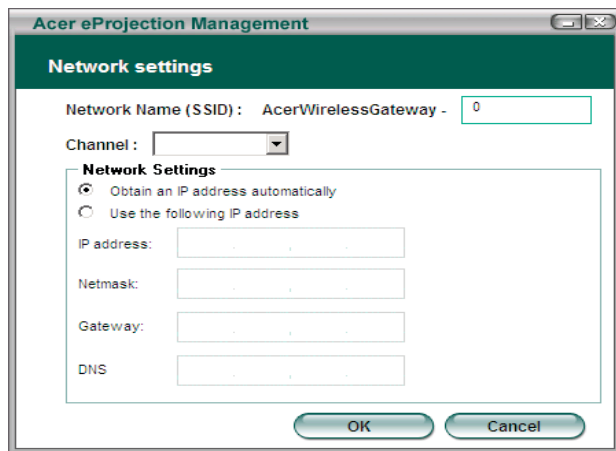 Acer eProjection Management
Network settings
Network Name (SSID) : AcerWirelessGateway - 0
Channel :
Network Settings
Obtain an IP address automatically
Use the following IP address
IP address:
Netmask:
Gateway:
DNS
OK Cancel